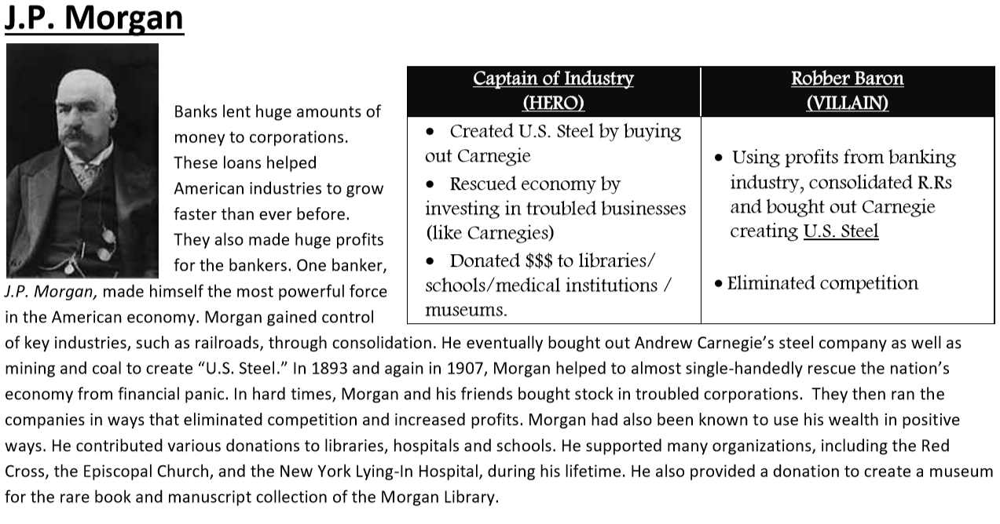 J.P. Morgan
Banks lent huge amounts of
money to corporations.
These loans helped
American industries to grow
faster than ever before.
They also made huge profits
for the bankers. One banker,
J.P. Morgan, made himself the most powerful force
in the American economy. Morgan gained control
Captain of Industry
(HERO)
• Created U.S. Steel by buying
out Carnegie
• Rescued economy by
investing in troubled businesses
(like Carnegies)
• Donated $$$ to libraries/
schools/medical institutions /
museums.
Robber Baron
(VILLAIN)
• Using profits from banking
industry, consolidated R.Rs
and bought out Carnegie
creating U.S. Steel
• Eliminated competition
of key industries, such as railroads, through consolidation. He eventually bought out Andrew Carnegie’s steel company as well as
mining and coal to create “U.S. Steel.” In 1893 and again in 1907, Morgan helped to almost single-handedly rescue the nation’s
economy from financial panic. In hard times, Morgan and his friends bought stock in troubled corporations.  They then ran the
companies in ways that eliminated competition and increased profits. Morgan had also been known to use his wealth in positive
ways. He contributed various donations to libraries, hospitals and schools. He supported many organizations, including the Red
Cross, the Episcopal Church, and the New York Lying-In Hospital, during his lifetime. He also provided a donation to create a museum
for the rare book and manuscript collection of the Morgan Library.